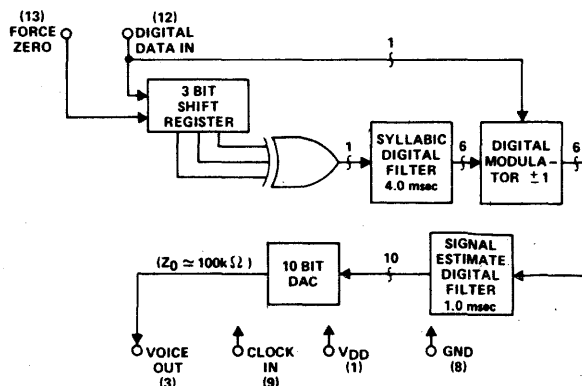 (13)
FORCE
ZERO
(12)
DIGITAL
DATA IN
1
3 BIT
SHIFT
REGISTER
1
SYLLABIC
DIGITAL
FILTER
4.0 msec
6
DIGITAL
MODULA-
TOR ±1
6
(Z₀ ≃ 100k Ω)
10 BIT
DAC
10
SIGNAL
ESTIMATE
DIGITAL
FILTER
1.0 msec
VOICE
OUT
(3)
CLOCK
IN
(9)
VDD
(1)
GND
(8)